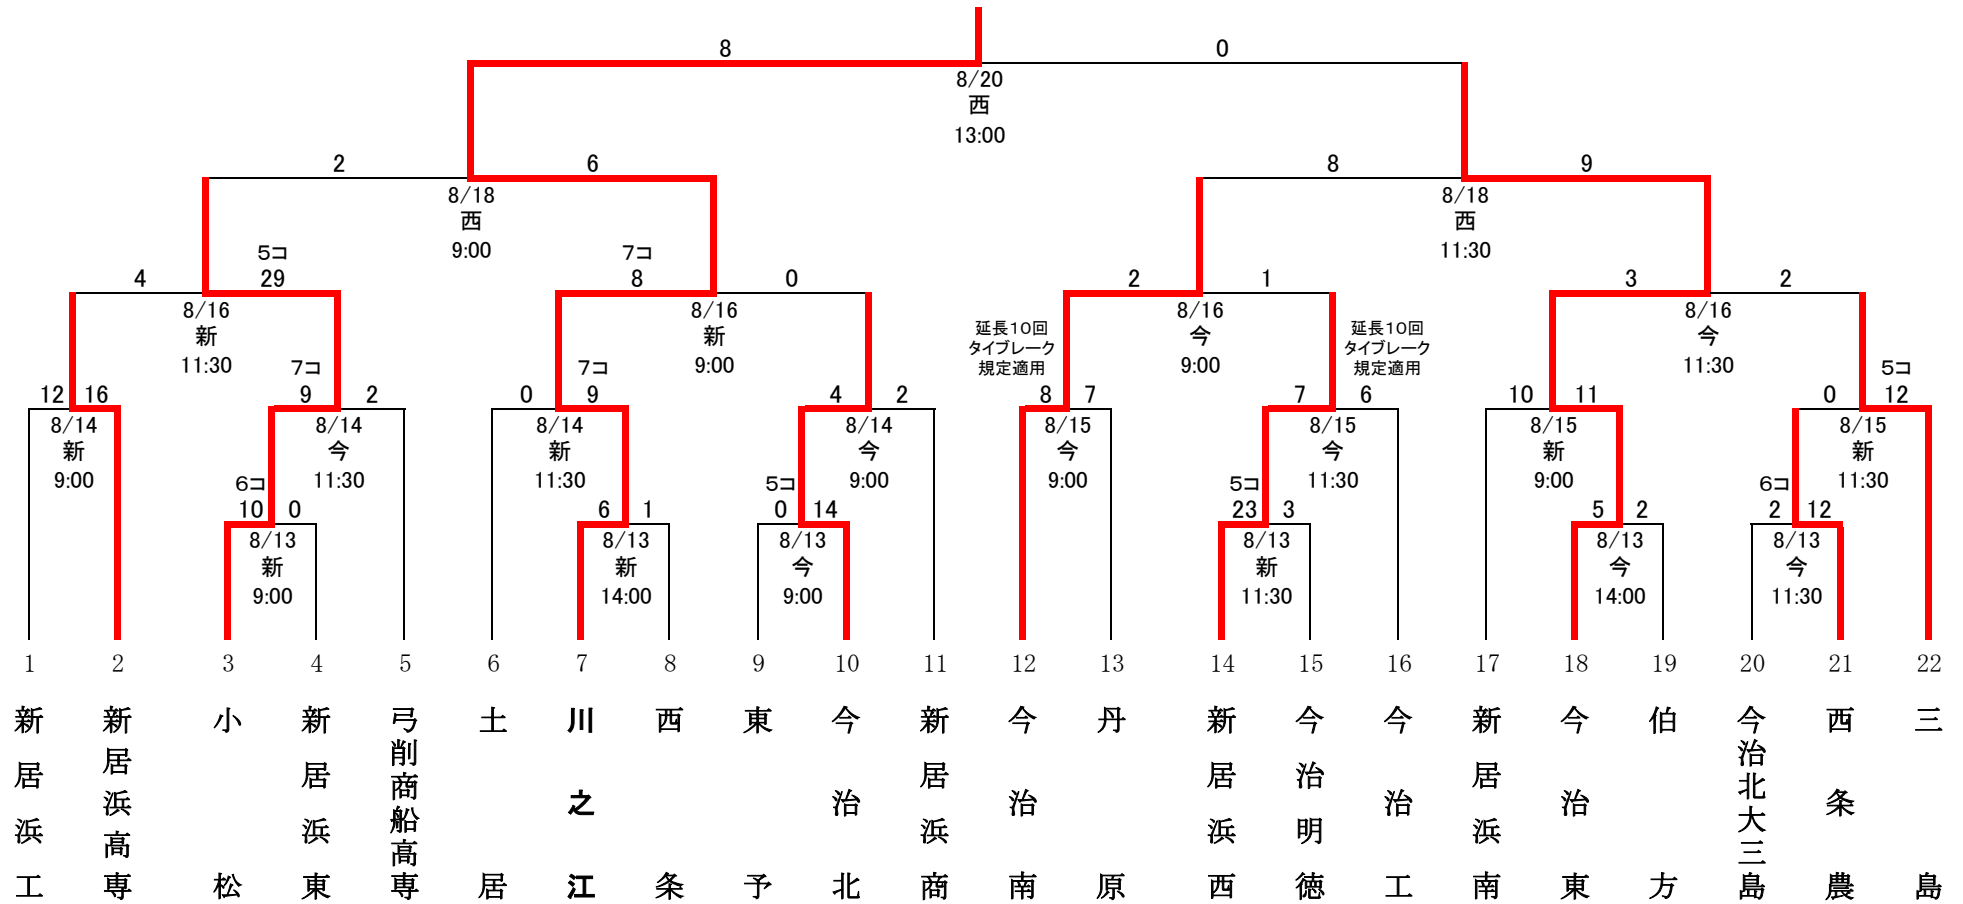 8 0
8/20
西
13:00
2 6 8 9
8/18 8/18
西 西
9:00 11:30
5コ 7コ
4 29 8 0 2 1 3 2
8/16 8/16 8/16 8/16
新 新 今 今
11:30 9:00 9:00 11:30
延長10回 延長10回
タイブレーク タイブレーク
規定適用 規定適用
7コ 7コ 5コ
12 16 9 2 0 9 4 2 8 7 7 6 10 11 0 12
8/14 8/14 8/14 8/14 8/15 8/15 8/15 8/15
新 今 新 今 今 今 新 新
9:00 11:30 11:30 9:00 9:00 11:30 9:00 11:30
6コ 5コ 5コ 6コ
10 0 6 1 0 14 23 3 5 2 2 12
8/13 8/13 8/13 8/13 8/13 8/13
新 新 今 新 今 今
9:00 14:00 9:00 11:30 14:00 11:30
1 2 3 4 5 6 7 8 9 10 11 12 13 14 15 16 17 18 19 20 21 22
新居浜工
新居浜高専
小松
新居浜東
弓削商船高専
土居
川之江
西条
東予
今治北
新居浜商
今治南
丹原
新居浜西
今治明徳
今治工
新居浜南
今治東
伯方
今治北大三島
西条農
三島